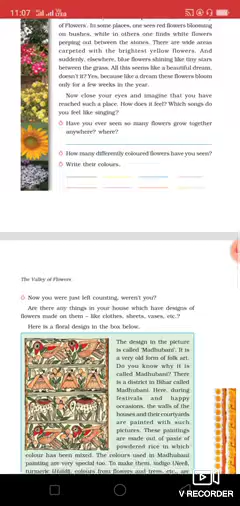 11:07
of Flowers. In some places, one sees red flowers blooming
on bushes, while in others one finds white flowers
peeping out between the stones. There are wide areas
carpeted with the brightest yellow flowers. And
suddenly, elsewhere, blue flowers shining like tiny stars
between the grass. All this seems like a beautiful dream,
doesn't it? Yes, because like a dream these flowers bloom
only for a few weeks in the year.
Now close your eyes and imagine that you have
reached such a place. How does it feel? Which songs do
you feel like singing?
Have you ever seen so many flowers grow together
anywhere? where?
How many differently coloured flowers have you seen?
Write their colours.
The Valley of Flowers
Now you were just left counting, weren't you?
Are there any things in your house which have designs of
flowers made on them – like clothes, sheets, vases, etc.?
Here is a floral design in the box below.
The design in the picture
is called 'Madhubani'. It is
a very old form of folk art.
Do you know why it is
called Madhubani? There
is a district in Bihar called
Madhubani. Here, during
festivals and happy
occasions, the walls of the
houses and their courtyards
are painted with such
pictures. These paintings
are made out of paste of
powdered rice in which
colour has been mixed. The colours used in Madhubani
painting are very special too. To make them, indigo (Neel),
turmeric (Haldi), colours from flowers and trees, etc., are
V RECORDER